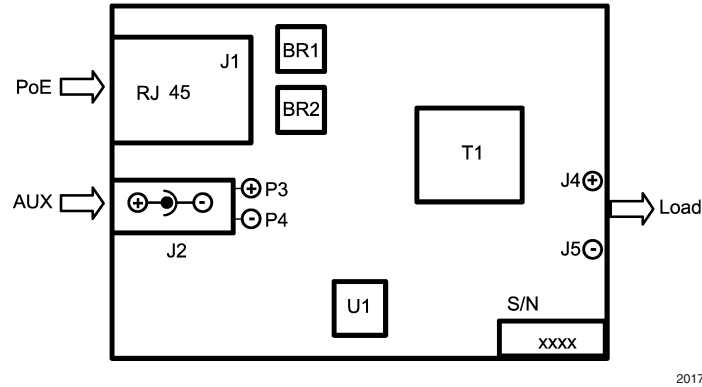 BR1
J1
PoE
RJ 45
BR2
T1
J4
P3
AUX
Load
P4
J5
J2
S/N
U1
xxxx
2017